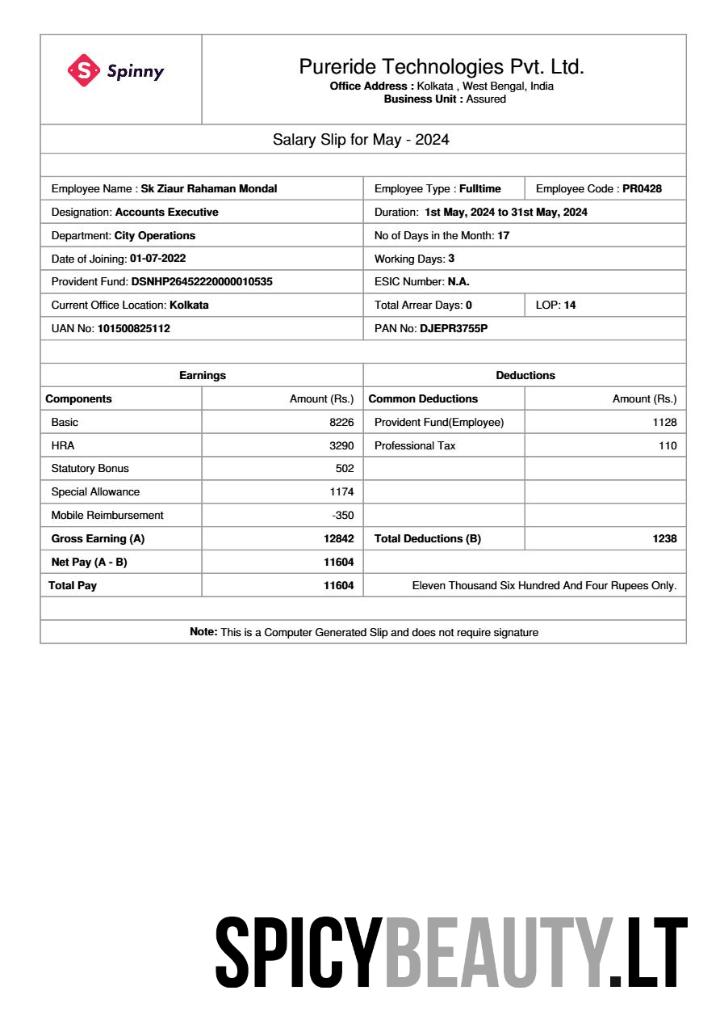 Spinny
Pureride Technologies Pvt. Ltd.
Office Address : Kolkata , West Bengal, India
Business Unit : Assured
Salary Slip for May - 2024
Employee Name : Sk Ziaur Rahaman Mondal Employee Type : Fulltime Employee Code : PR0428
Designation: Accounts Executive Duration: 1st May, 2024 to 31st May, 2024
Department: City Operations No of Days in the Month: 17
Date of Joining: 01-07-2022 Working Days: 3
Provident Fund: DSNHP26452220000010535 ESIC Number: N.A.
Current Office Location: Kolkata Total Arrear Days: 0 LOP: 14
UAN No: 101500825112 PAN No: DJEPR3755P
Earnings Deductions
Components Amount (Rs.) Common Deductions Amount (Rs.)
Basic 8226 Provident Fund(Employee) 1128
HRA 3290 Professional Tax 110
Statutory Bonus 502
Special Allowance 1174
Mobile Reimbursement -350
Gross Earning (A) 12842 Total Deductions (B) 1238
Net Pay (A - B) 11604
Total Pay 11604 Eleven Thousand Six Hundred And Four Rupees Only.
Note: This is a Computer Generated Slip and does not require signature
SPICYBEAUTY.LT